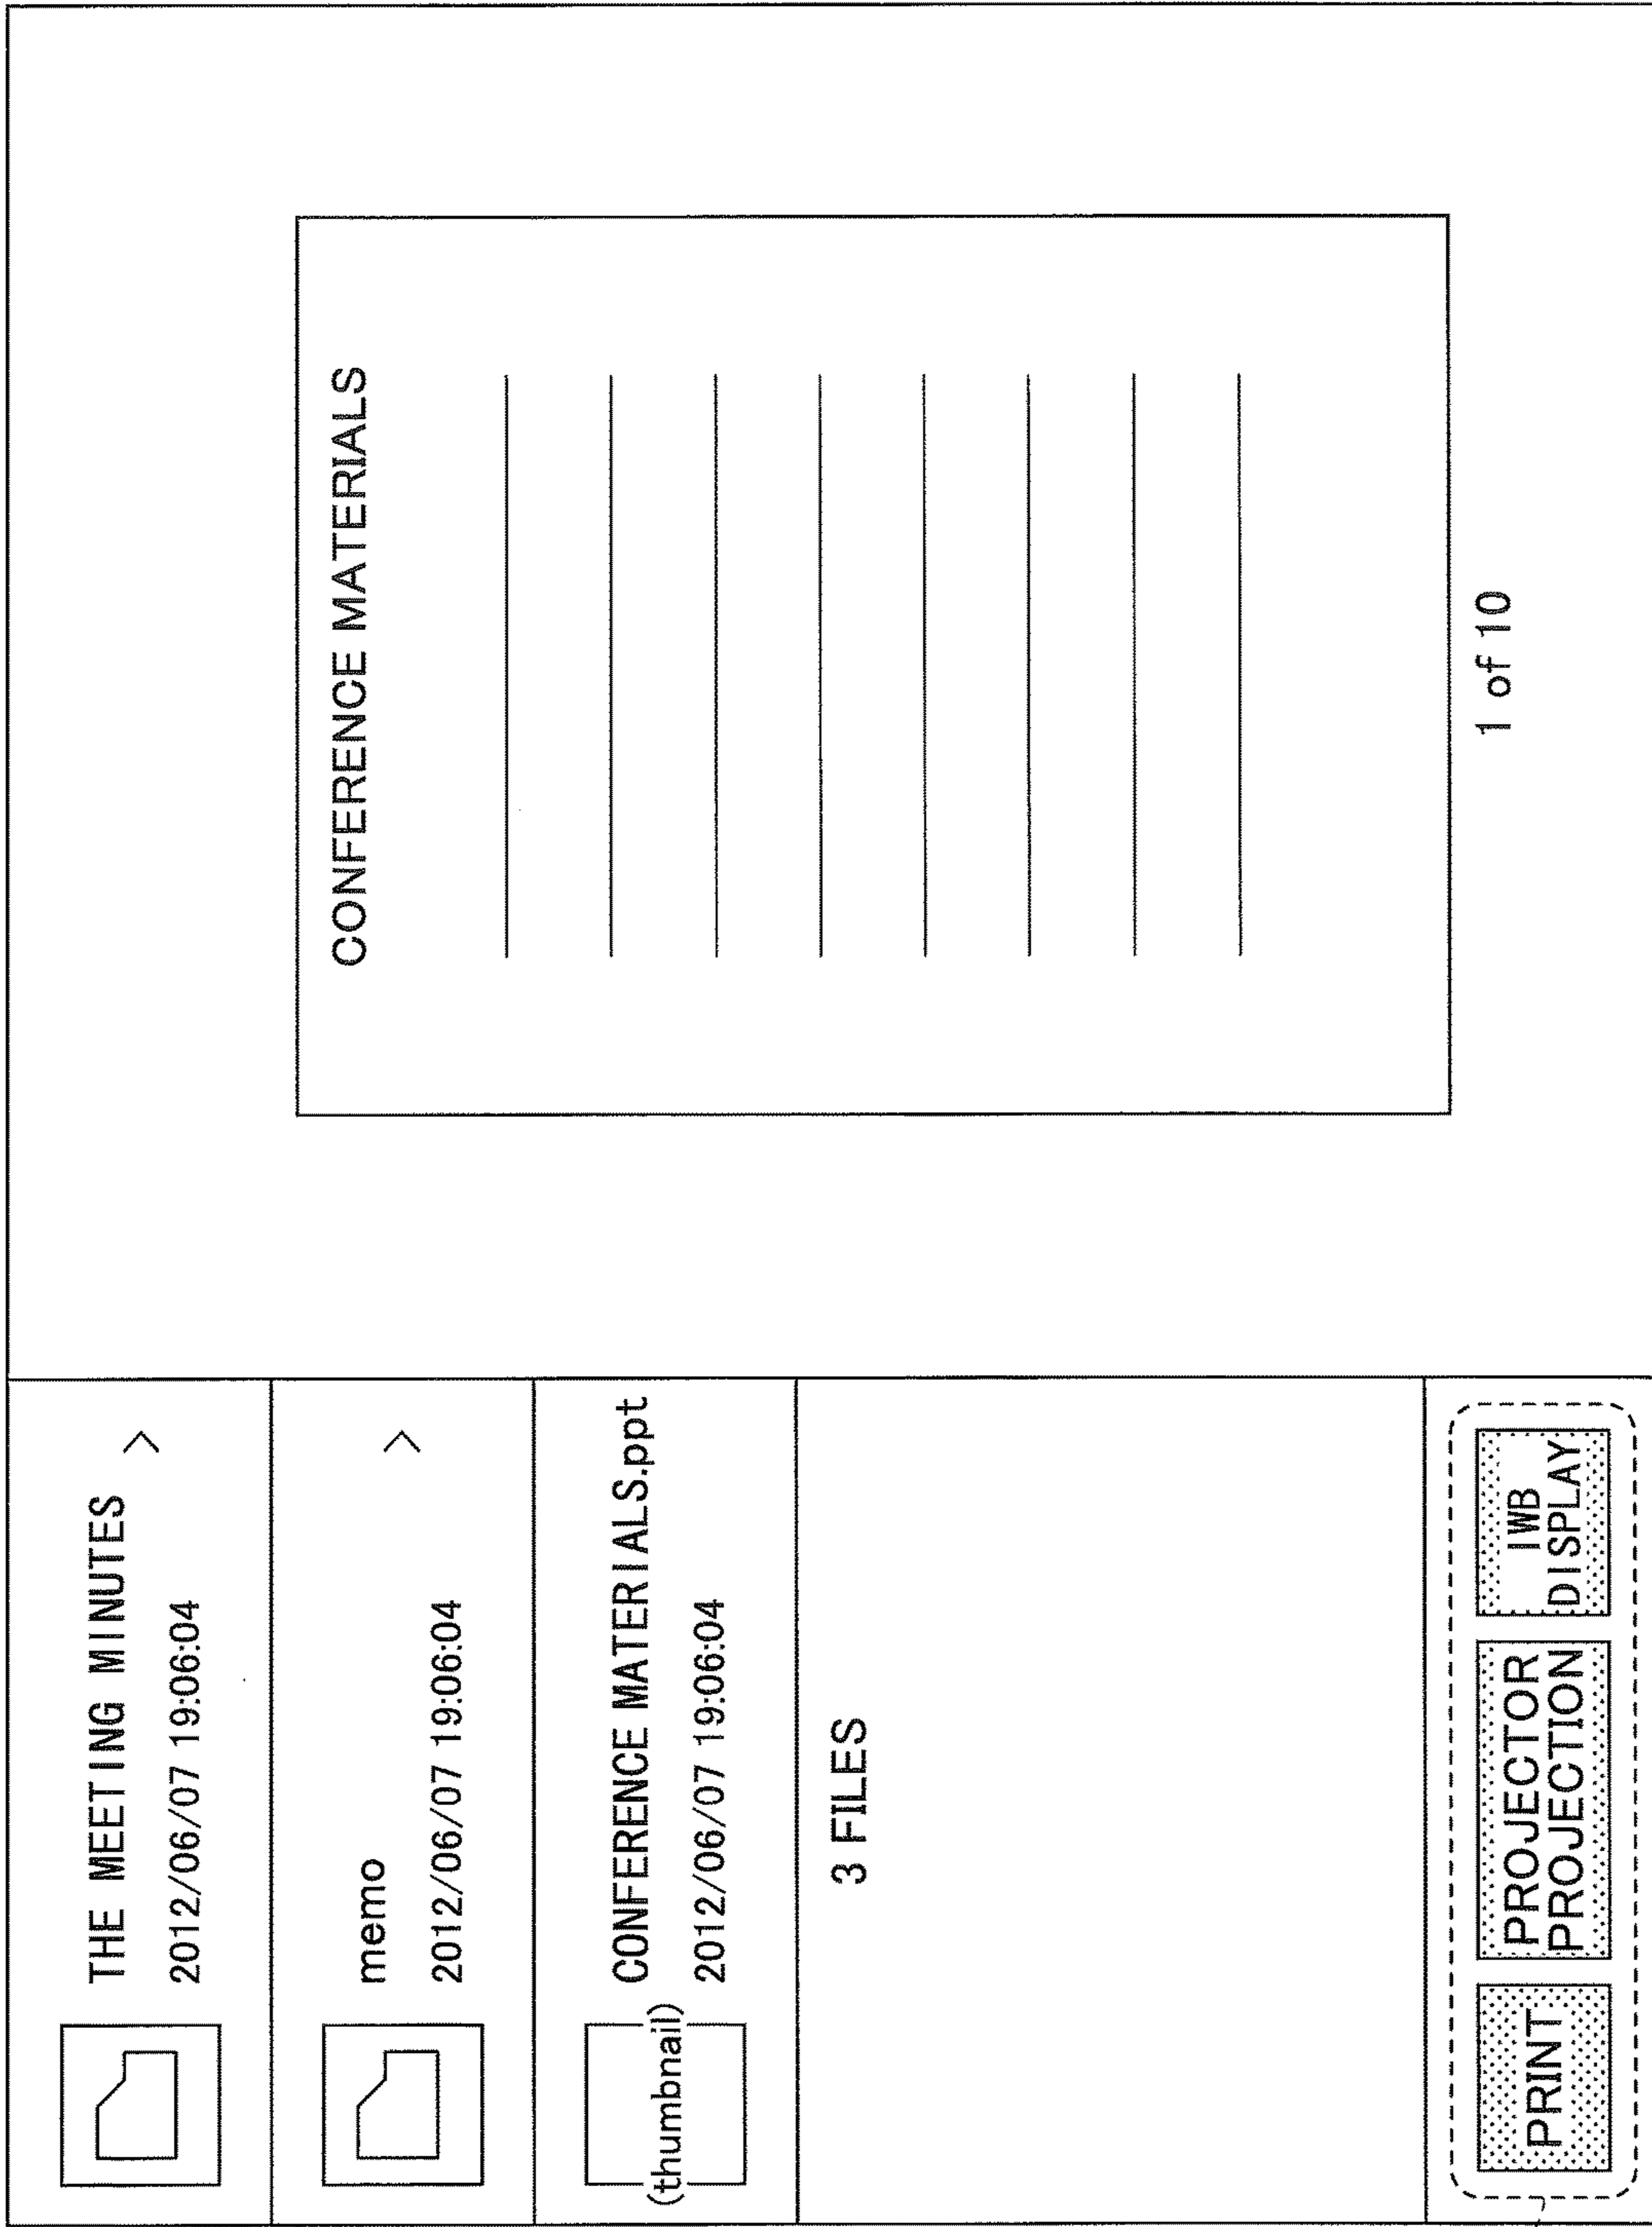 THE MEETING MINUTES >
2012/06/07 19:06:04
memo >
2012/06/07 19:06:04
(thumbnail)
CONFERENCE MATERIALS.ppt
2012/06/07 19:06:04
3 FILES
PRINT
PROJECTOR
PROJECTION
IWB
DISPLAY
CONFERENCE MATERIALS
1 of 10